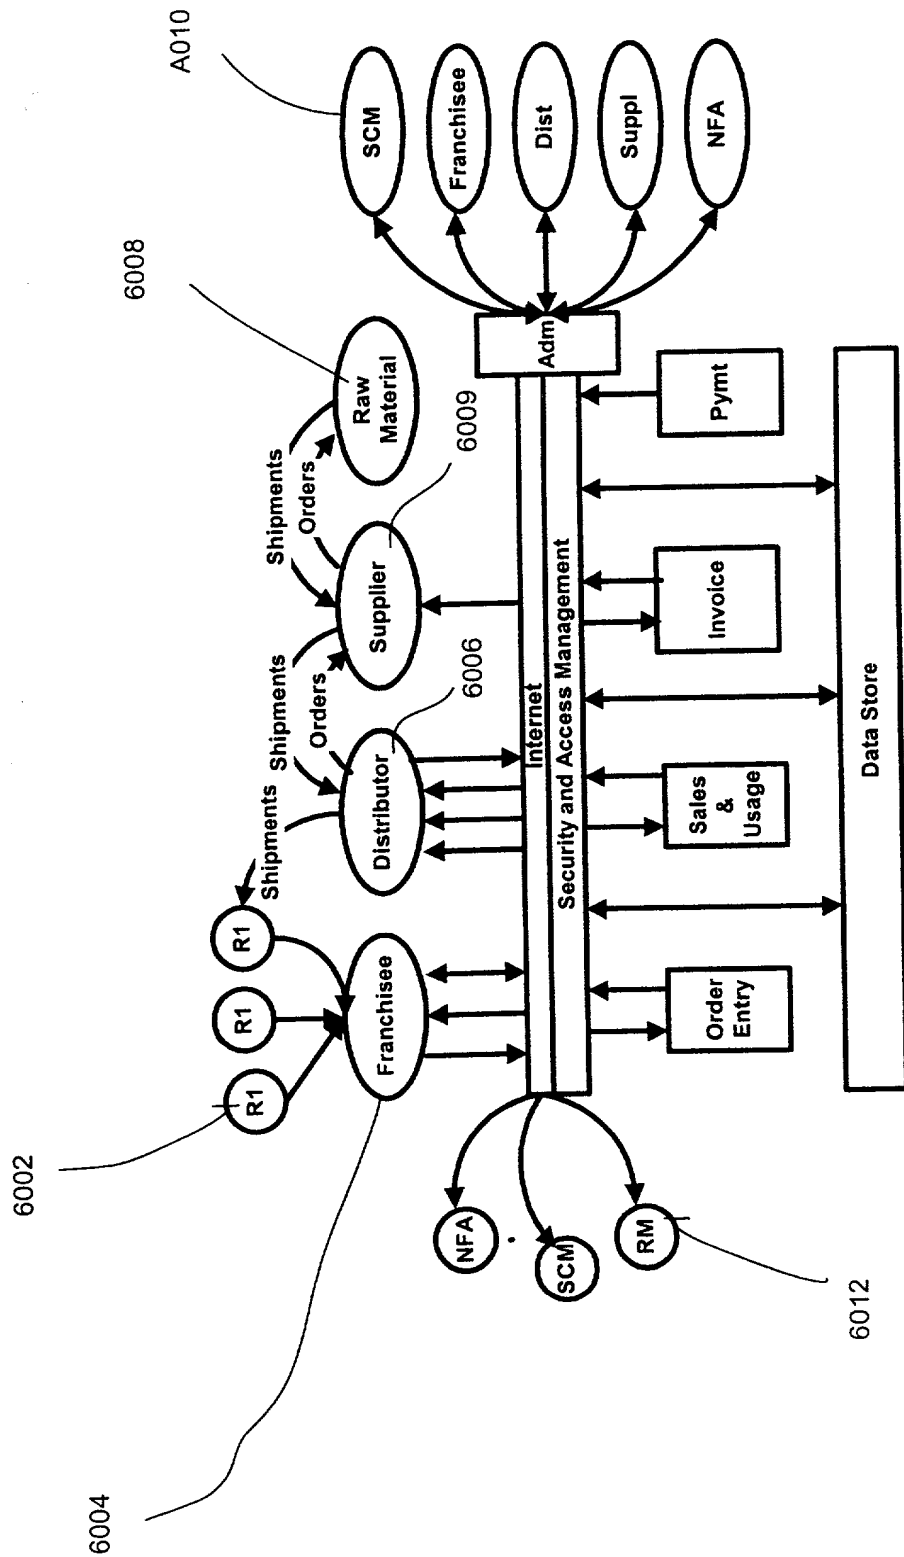 6002
6004
6008
A010
R1
R1
R1
Shipments
Shipments
Shipments
Orders
Orders
Franchisee
Distributor
6006
Supplier
6009
Raw
Material
NFA
SCM
RM
6012
Internet
Security and Access Management
Adm
SCM
Franchisee
Dist
Suppl
NFA
Order
Entry
Sales
&
Usage
Invoice
Pymt
Data Store